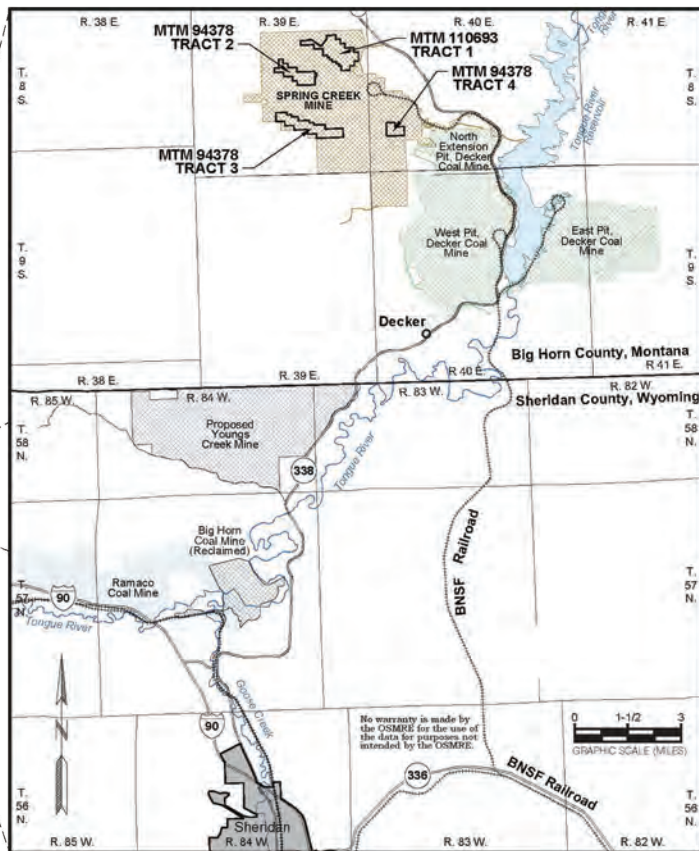 R. 38 E.
R. 39 E.
R. 40 E.
R. 41 E.
MTM 94378
TRACT 2
MTM 110693
TRACT 1
MTM 94378
TRACT 4
T.
8
S.
T.
8
S.
SPRING CREEK
MINE
Tongue River
Reservoir
North
Extension
Pit, Decker
Coal Mine
MTM 94378
TRACT 3
T.
9
S.
T.
9
S.
West Pit,
Decker Coal
Mine
East Pit,
Decker Coal
Mine
Decker
Big Horn County, Montana
R. 38 E.
R. 39 E.
R. 40 E.
R 41 E.
R. 85 W.
R. 84 W.
R. 83 W.
R. 82 W.
Sheridan County, Wyoming
T.
58
N.
T.
58
N.
Proposed
Youngs
Creek Mine
338
Tongue River
Big Horn
Coal Mine
(Reclaimed)
BNSF Railroad
Ramaco
Coal Mine
T.
57
N.
T.
57
N.
90
Tongue River
Goose Creek
N
90
No warranty is made by
the OSMRE for the use of
the data for purposes not
intended by the OSMRE.
0 1-1/2 3
GRAPHIC SCALE (MILES)
336
BNSF Railroad
T.
56
N.
T.
56
N.
Sheridan
R. 85 W.
R. 84 W.
R. 83 W.
R. 82 W.